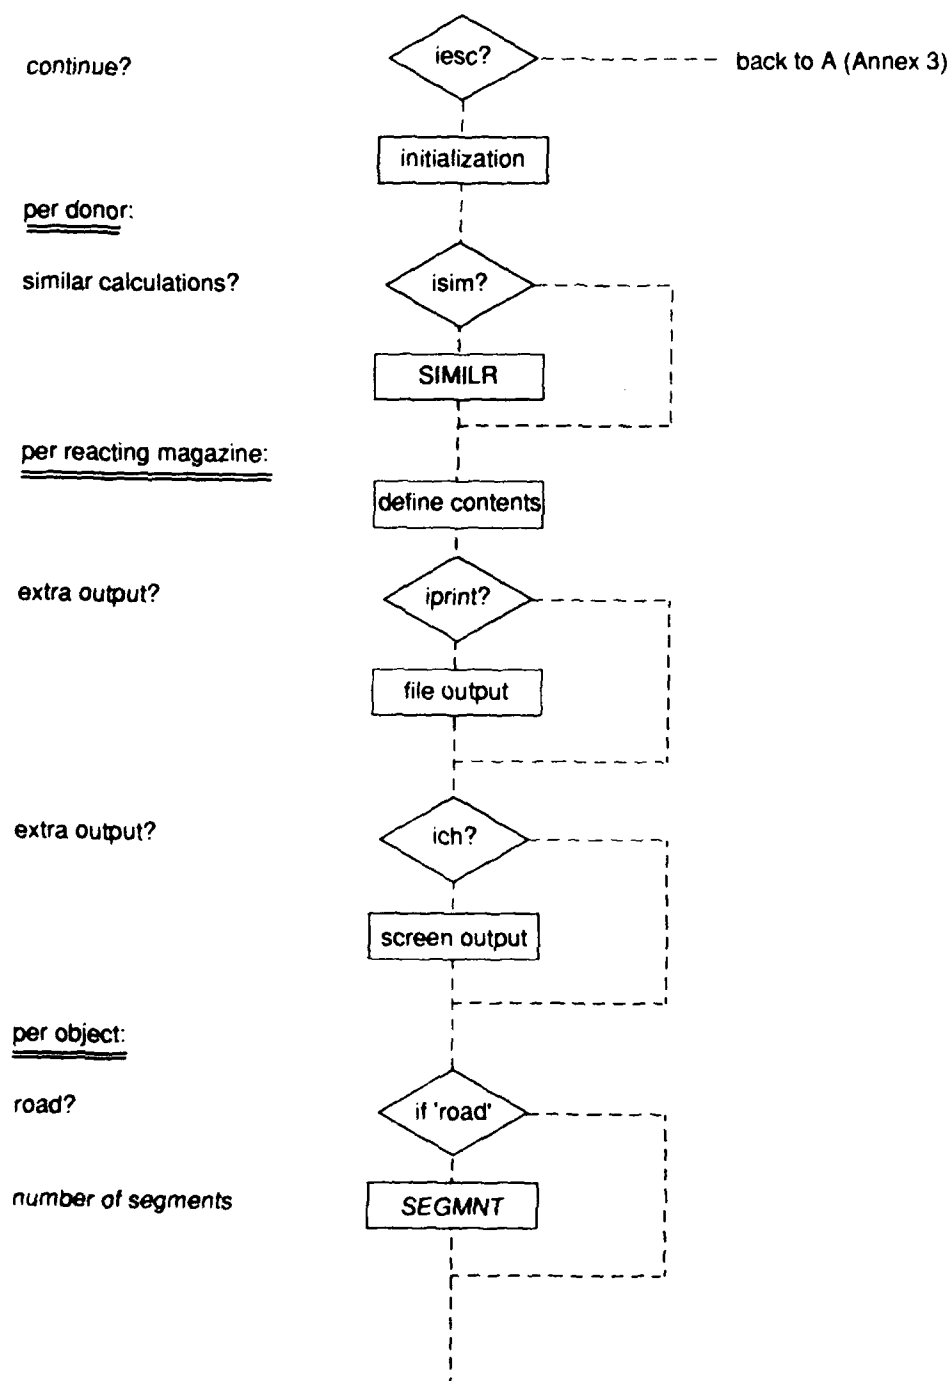 continue?
iesc?
back to A (Annex 3)
initialization
per donor:
similar calculations?
isim?
SIMILR
per reacting magazine:
define contents
extra output?
iprint?
file output
extra output?
ich?
screen output
per object:
road?
if 'road'
number of segments
SEGMNT